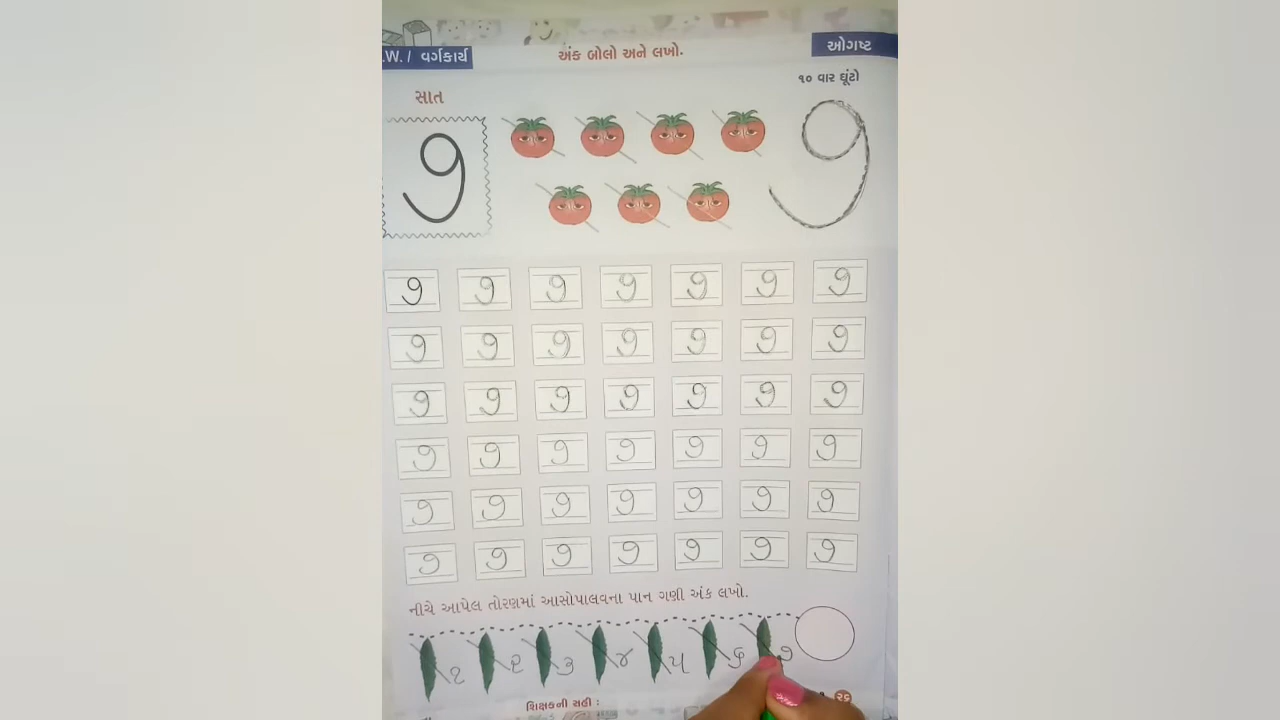 .W. / વર્ગકાર્ય અંક બોલો અને લખો. ઓગષ્ટ
સાત ૧૦ વાર ઘૂંટો
૭ ૭
૭ ૭ ૭ ૭ ૭ ૭ ૭
૭ ૭ ૭ ૭ ૭ ૭ ૭
૭ ૭ ૭ ૭ ૭ ૭ ૭
૭ ૭ ૭ ૭ ૭ ૭ ૭
૭ ૭ ૭ ૭ ૭ ૭ ૭
૭ ૭ ૭ ૭ ૭ ૭ ૭
નીચે આપેલ તોરણમાં આસોપાલવના પાન ગણી અંક લખો.
૧ ૨ ૩ ૪ ૫ ૬ ૭
શિક્ષકની સહી : ૨૬